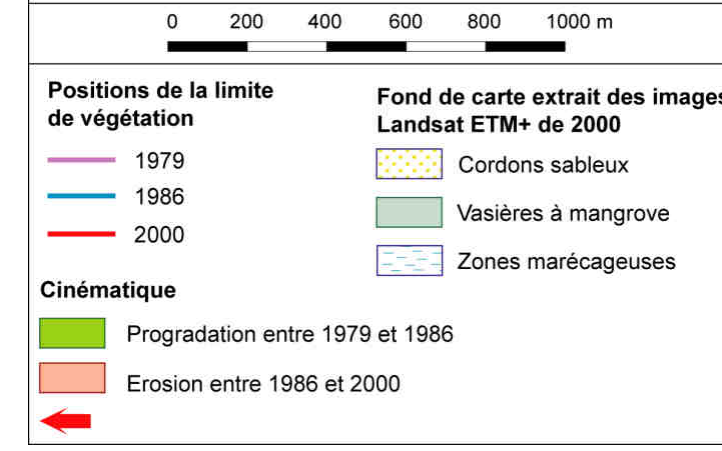 0 200 400 600 800 1000 m
Positions de la limite
de végétation
1979
1986
2000
Fond de carte extrait des images
Landsat ETM+ de 2000
Cordons sableux
Vasières à mangrove
Zones marécageuses
Cinématique
Progradation entre 1979 et 1986
Erosion entre 1986 et 2000